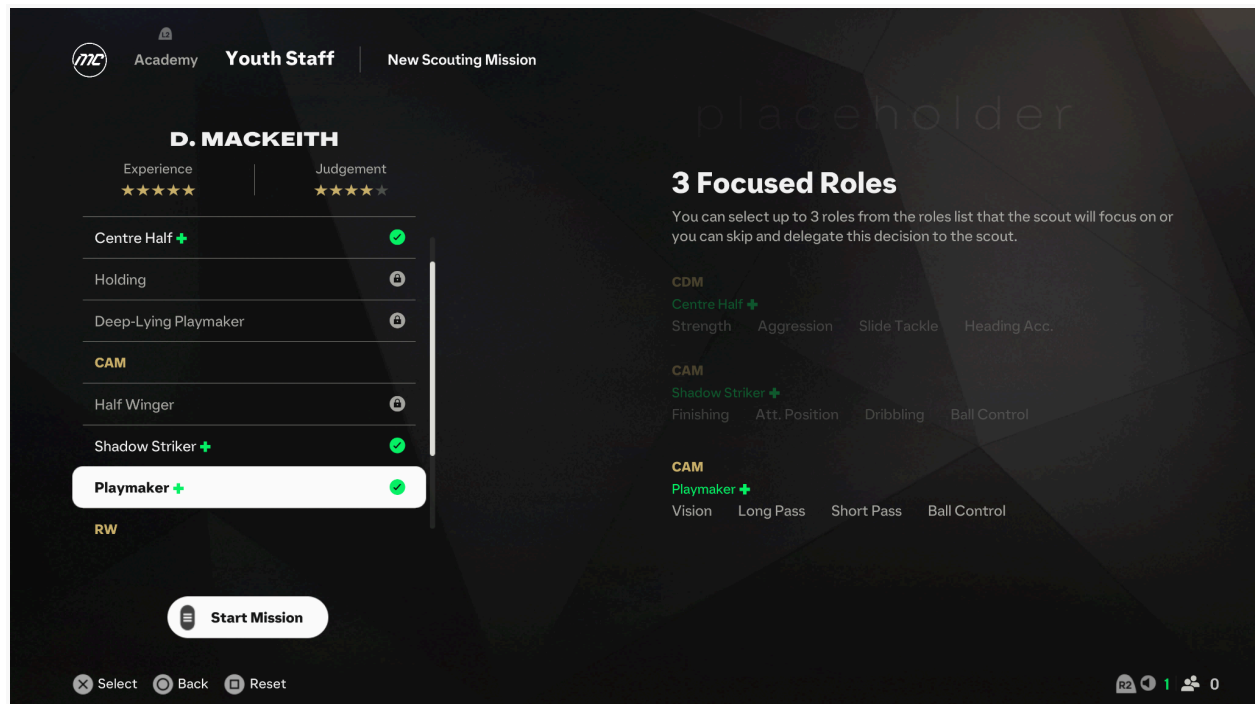 L2
mc Academy Youth Staff New Scouting Mission
placeholder
D. MACKEITH
Experience Judgement
Centre Half
Holding
Deep-Lying Playmaker
CAM
Half Winger
Shadow Striker
Playmaker
RW
Start Mission
3 Focused Roles
You can select up to 3 roles from the roles list that the scout will focus on or
you can skip and delegate this decision to the scout.
CDM
Centre Half
Strength Aggression Slide Tackle Heading Acc.
CAM
Shadow Striker
Finishing Att. Position Dribbling Ball Control
CAM
Playmaker
Vision Long Pass Short Pass Ball Control
Select Back Reset
R2 1 0